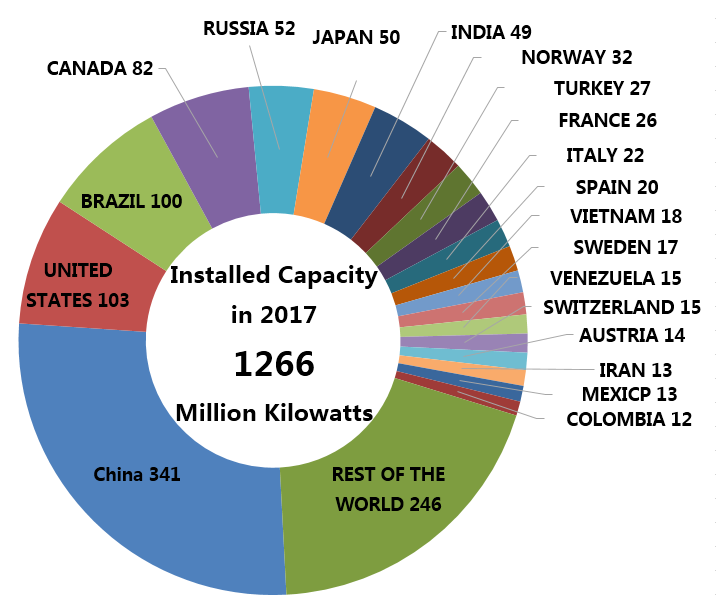 RUSSIA 52
JAPAN 50
INDIA 49
CANADA 82
NORWAY 32
TURKEY 27
FRANCE 26
ITALY 22
SPAIN 20
BRAZIL 100
VIETNAM 18
SWEDEN 17
UNITED
STATES 103
VENEZUELA 15
SWITZERLAND 15
AUSTRIA 14
IRAN 13
MEXICP 13
COLOMBIA 12
Installed Capacity
in 2017
1266
Million Kilowatts
China 341
REST OF THE
WORLD 246